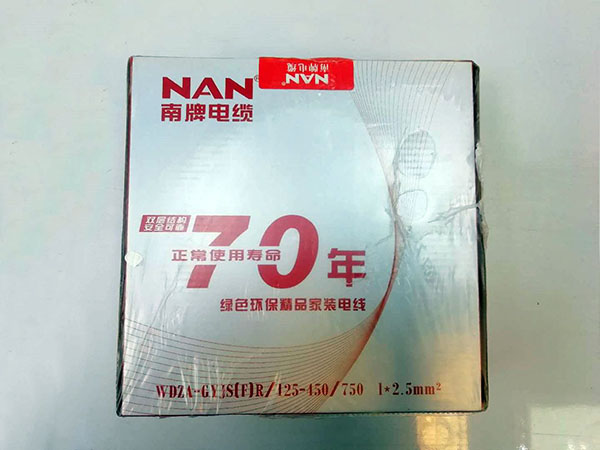 NAN®
南牌电缆
NAN
南牌电缆
双层结构
安全可靠
70年
正常使用寿命
绿色环保精品家装电线
WDZA-GYJS(F)R/125-450/750 1*2.5mm²